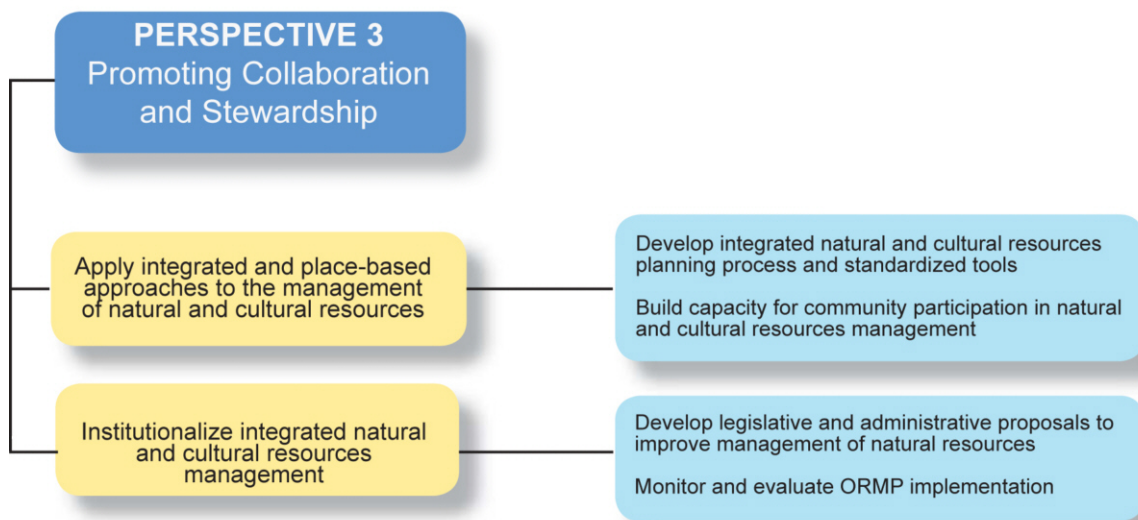 PERSPECTIVE 3
Promoting Collaboration
and Stewardship
Apply integrated and place-based
approaches to the management
of natural and cultural resources
Develop integrated natural and cultural resources
planning process and standardized tools
Build capacity for community participation in natural
and cultural resources management
Institutionalize integrated natural
and cultural resources
management
Develop legislative and administrative proposals to
improve management of natural resources
Monitor and evaluate ORMP implementation